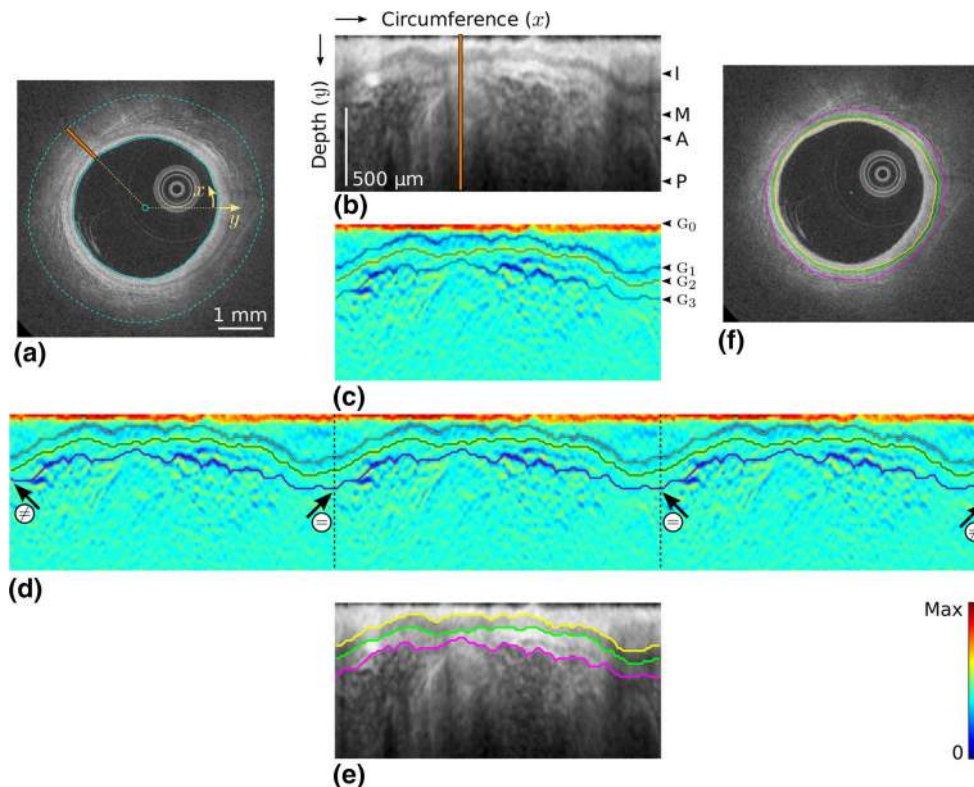 Circumference (x)
Depth (y)
I
M
A
P
500 µm
(b)
x
y
1 mm
(a)
G0
G1
G2
G3
(c)
(f)
≠
=
=
≠
(d)
Max
0
(e)